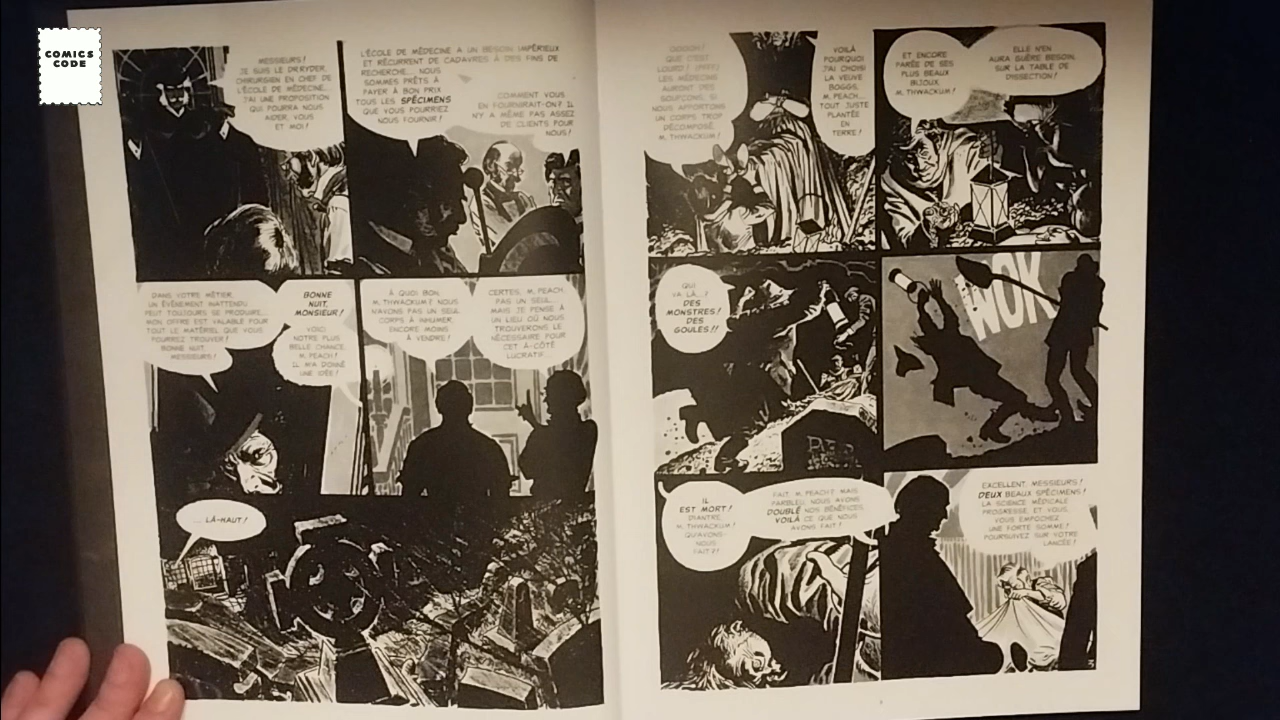 COMICS
CODE
MESSIEURS!
JE SUIS LE DR. RYDER,
CHIRURGIEN EN CHEF DE
L'ÉCOLE DE MÉDECINE...
J'AI UNE PROPOSITION
QUI POURRA NOUS
AIDER, VOUS
ET MOI!
L'ÉCOLE DE MÉDECINE A UN BESOIN IMPÉRIEUX
ET RÉCURRENT DE CADAVRES À DES FINS DE
RECHERCHE... NOUS
SOMMES PRÊTS À
PAYER À BON PRIX
TOUS LES SPÉCIMENS
QUE VOUS POURRIEZ
NOUS FOURNIR!
COMMENT VOUS
EN FOURNIRAIT-ON? IL
N'Y A MÊME PAS ASSEZ
DE CLIENTS POUR
NOUS!
DANS VOTRE MÉTIER,
UN ÉVÉNEMENT INATTENDU
PEUT TOUJOURS SE PRODUIRE...
MON OFFRE EST VALABLE POUR
TOUT LE MATÉRIEL QUE VOUS
POURREZ TROUVER!
BONNE NUIT,
MESSIEURS!
BONNE
NUIT,
MONSIEUR!
VOICI
NOTRE PLUS
BELLE CHANCE,
M. PEACH!
IL M'A DONNÉ
UNE IDÉE!
À QUOI BON,
M. THWACKUM? NOUS
N'AVONS PAS UN SEUL
CORPS À INHUMER,
ENCORE MOINS
À VENDRE!
CERTES, M. PEACH,
PAS UN SEUL...
MAIS JE PENSE À
UN LIEU OÙ NOUS
TROUVERONS LE
NÉCESSAIRE POUR
CET À-CÔTÉ
LUCRATIF...
... LÀ-HAUT!
OOOOH!
QUE C'EST
LOURD! (PFFF)
LES MÉDECINS
AURONT DES
SOUPÇONS, SI
NOUS APPORTONS
UN CORPS TROP
DÉCOMPOSÉ,
M. THWACKUM!
VOILÀ
POURQUOI
J'AI CHOISI
LA VEUVE
BOGGS,
M. PEACH...
TOUT JUSTE
PLANTÉE
EN
TERRE!
ET ENCORE
PARÉE DE SES
PLUS BEAUX
BIJOUX,
M. THWACKUM!
ELLE N'EN
AURA GUÈRE BESOIN,
SUR LA TABLE DE
DISSECTION!
QUI
VA LÀ...?
DES
MONSTRES!
DES
GOULES!!
WOK
IL
EST MORT!
DIANTRE,
M. THWACKUM!
QU'AVONS-
NOUS
FAIT?!
FAIT, M. PEACH? MAIS
PARBLEU, NOUS AVONS
DOUBLÉ NOS BÉNÉFICES,
VOILÀ CE QUE NOUS
AVONS FAIT!
EXCELLENT, MESSIEURS!
DEUX BEAUX SPÉCIMENS!
LA SCIENCE MÉDICALE
PROGRESSE, ET VOUS,
VOUS EMPOCHEZ
UNE FORTE SOMME!
POURSUIVEZ SUR VOTRE
LANCÉE!